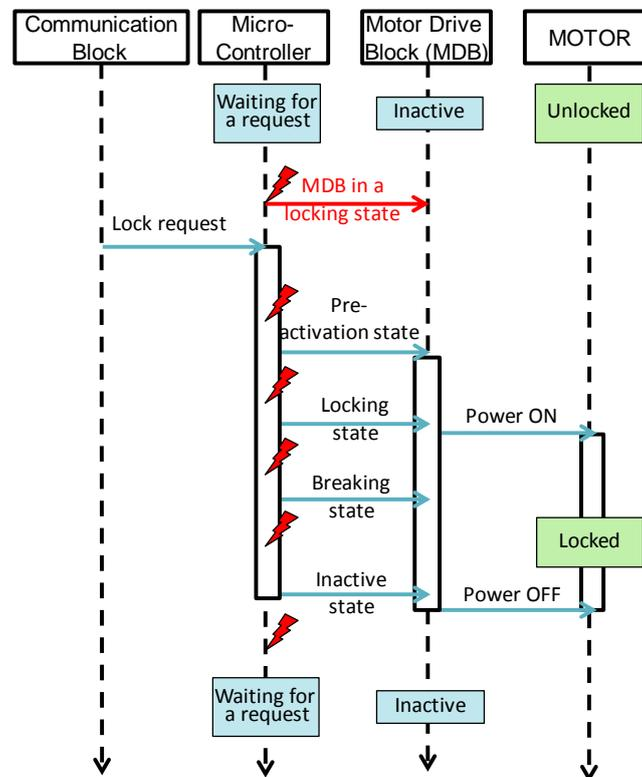 Communication
Block
Micro-
Controller
Motor Drive
Block (MDB)
MOTOR
Waiting for
a request
Inactive
Unlocked
MDB in a
locking state
Lock request
Pre-
activation state
Locking
state
Power ON
Breaking
state
Locked
Inactive
state
Power OFF
Waiting for
a request
Inactive